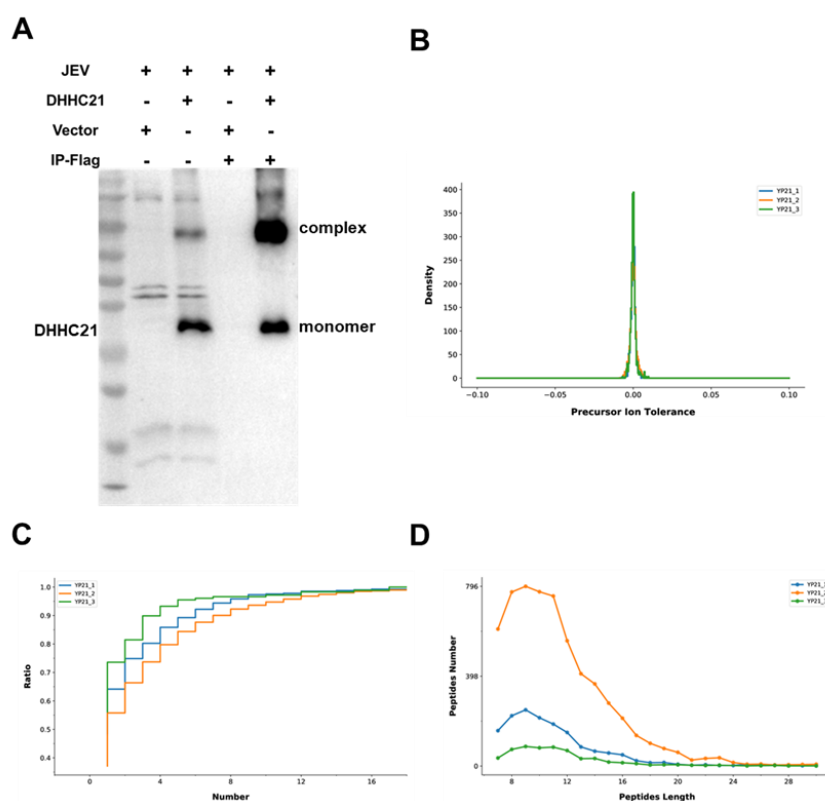 A
JEV + + + +
DHHC21 - + - +
Vector + - + -
IP-Flag - - + +
complex
DHHC21
monomer
B
400
350
300
250
200
150
100
50
0
Density
−0.10 −0.05 0.00 0.05 0.10
Precursor Ion Tolerance
YP21_1
YP21_2
YP21_3
C
YP21_1
YP21_2
YP21_3
1.0
0.9
0.8
0.7
0.6
0.5
0.4
Ratio
0 4 8 12 16
Number
D
796
398
0
Peptides Number
8 12 16 20 24 28
Peptides Length